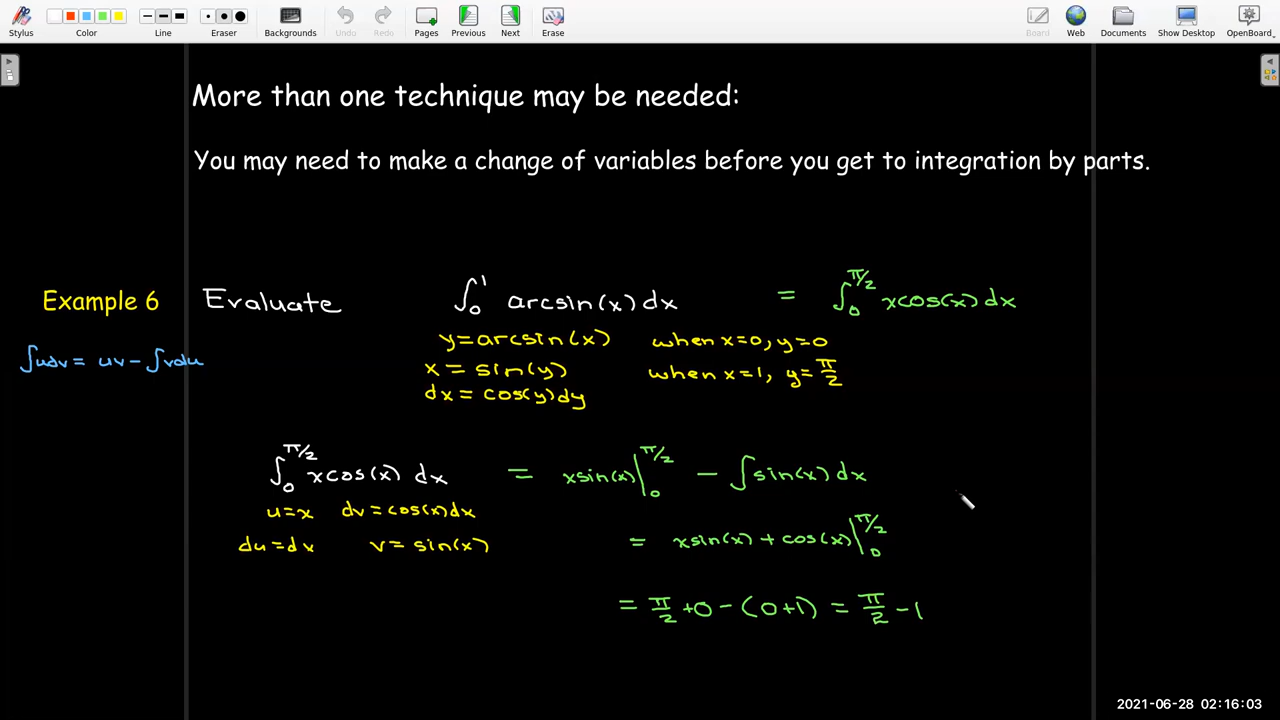 Stylus Color Line Eraser Backgrounds Undo Redo Pages Previous Next Erase Board Web Documents Show Desktop OpenBoard
More than one technique may be needed:
You may need to make a change of variables before you get to integration by parts.
Example 6 Evaluate ∫₀¹ arcsin(x) dx = ∫₀^{π/2} xcos(x) dx
y = arcsin(x) when x=0, y=0
∫udv = uv − ∫vdu
x = sin(y) when x=1, y = π/2
dx = cos(y)dy
∫₀^{π/2} xcos(x) dx = xsin(x)|₀^{π/2} − ∫sin(x) dx
u=x dv = cos(x)dx
du = dx v = sin(x)
= xsin(x) + cos(x)|₀^{π/2}
= π/2 + 0 − (0+1) = π/2 − 1
2021-06-28 02:16:03